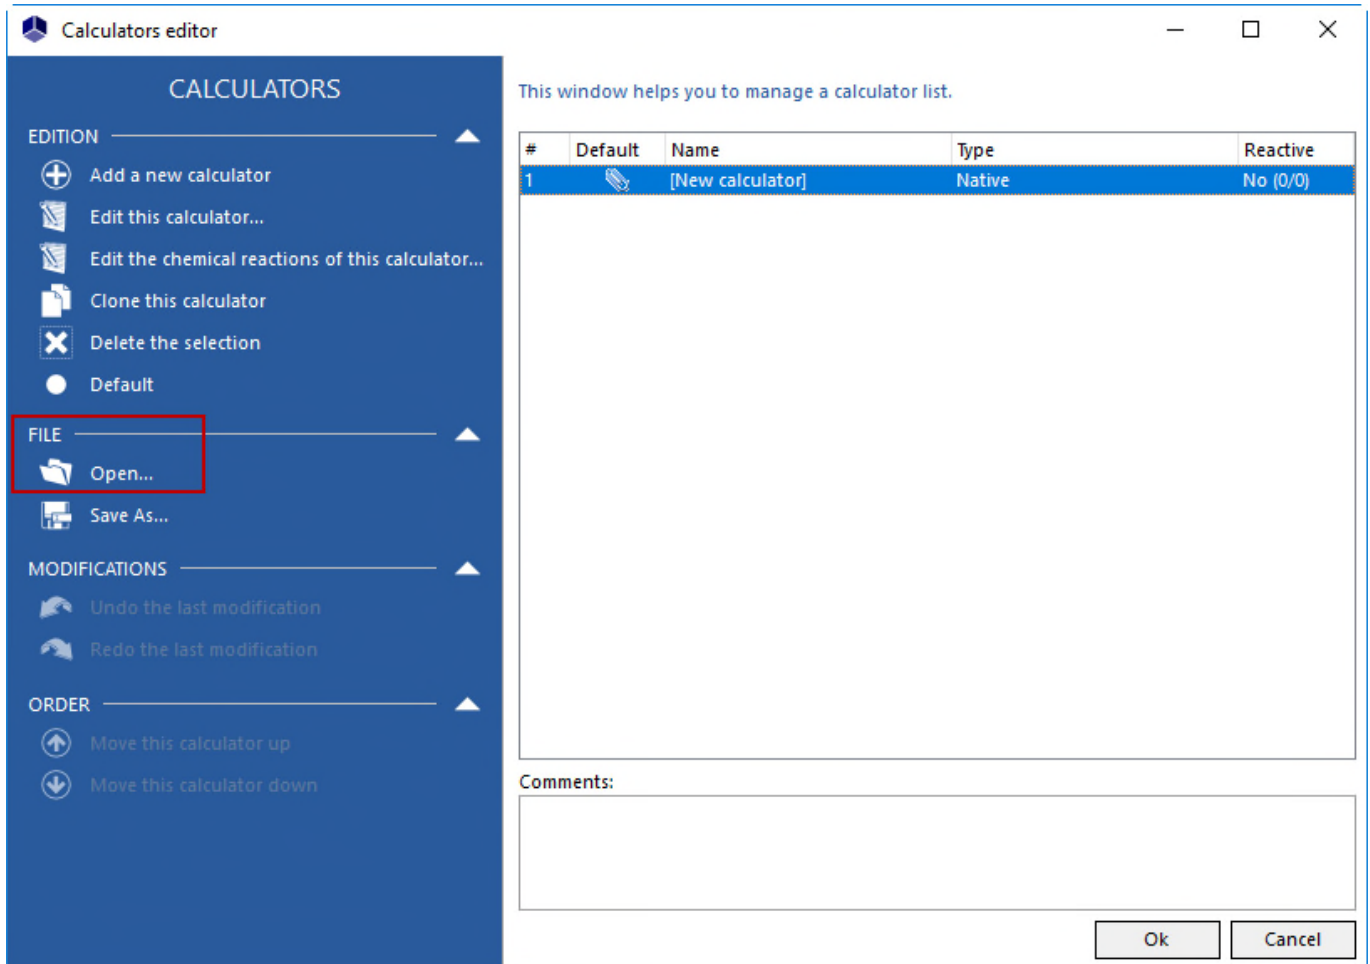 Calculators editor
CALCULATORS
EDITION
Add a new calculator
Edit this calculator...
Edit the chemical reactions of this calculator...
Clone this calculator
Delete the selection
Default
FILE
Open...
Save As...
MODIFICATIONS
Undo the last modification
Redo the last modification
ORDER
Move this calculator up
Move this calculator down
This window helps you to manage a calculator list.
# Default Name Type Reactive
1 [New calculator] Native No (0/0)
Comments:
Ok Cancel